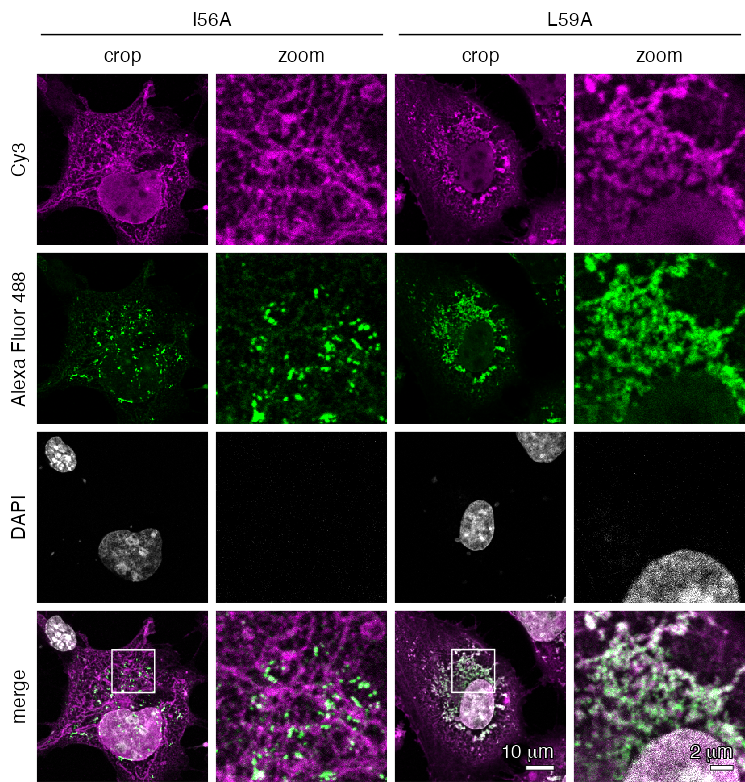 I56A L59A
crop zoom crop zoom
Cy3
Alexa Fluor 488
DAPI
merge
10 µm 2 µm